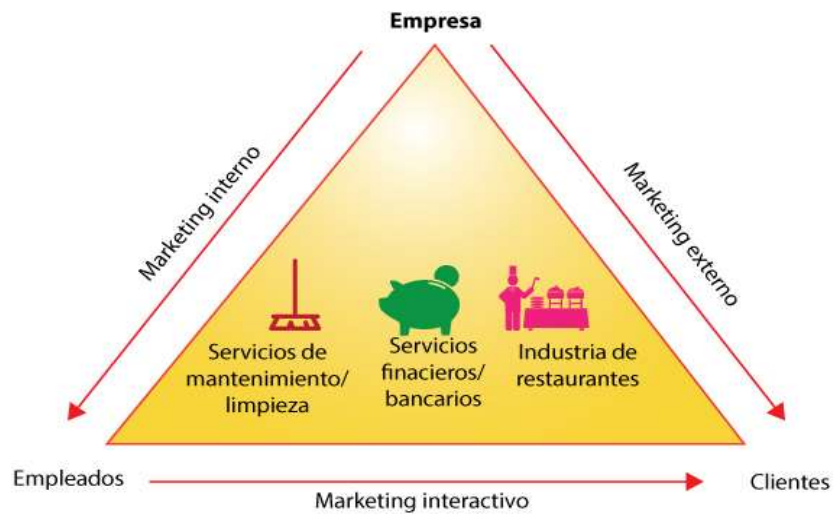 Empresa
Marketing interno
Marketing externo
Servicios de
mantenimiento/
limpieza
Servicios
finacieros/
bancarios
Industria de
restaurantes
Empleados
Clientes
Marketing interactivo